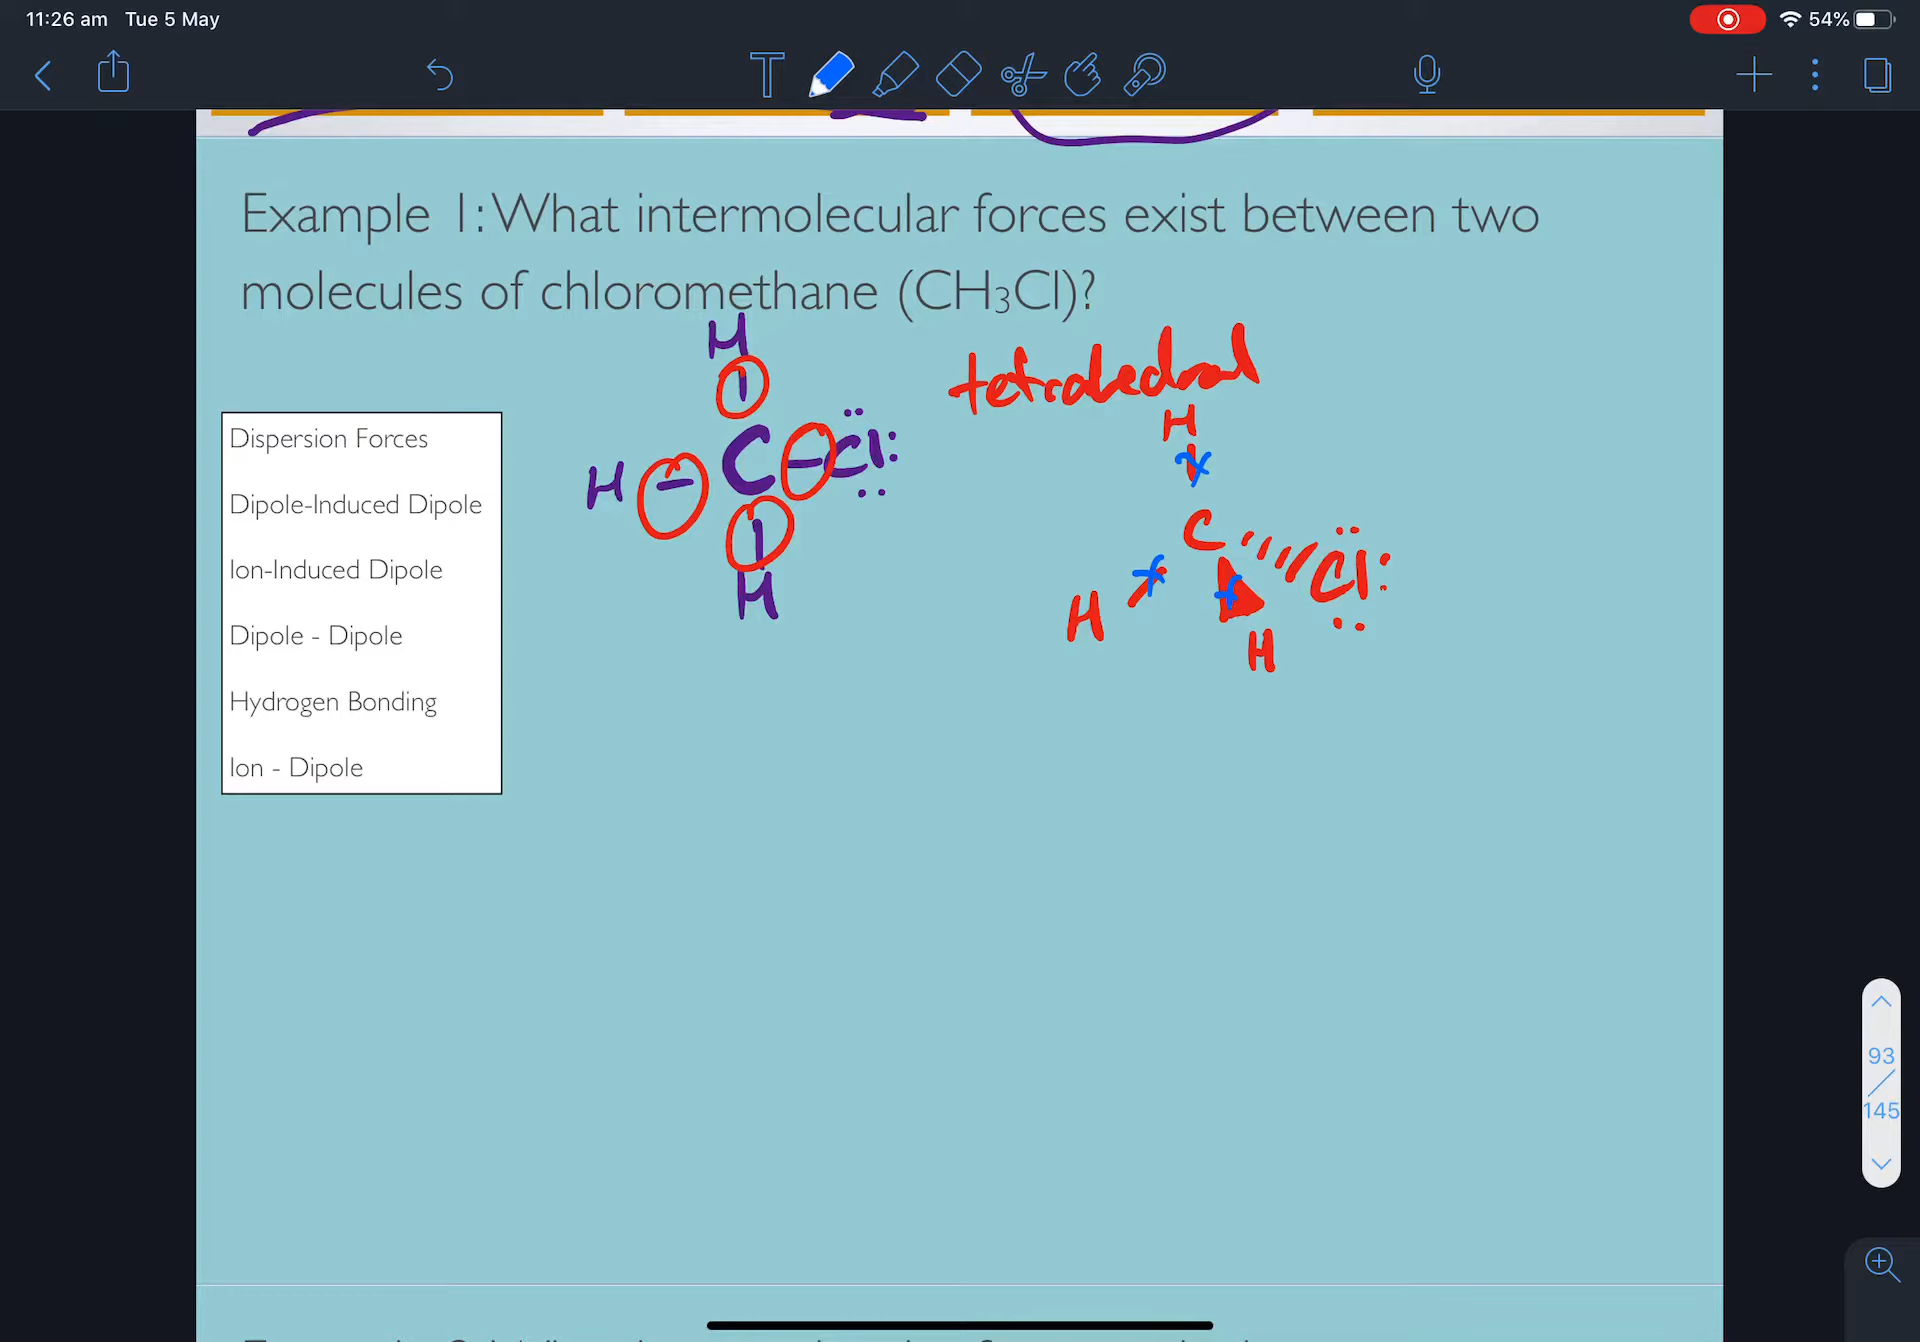 11:26 am Tue 5 May
54%
Example 1: What intermolecular forces exist between two
molecules of chloromethane (CH₃Cl)?
Dispersion Forces
Dipole-Induced Dipole
Ion-Induced Dipole
Dipole - Dipole
Hydrogen Bonding
Ion - Dipole
H
H - C - Cl
H
tetrahedral
H
C Cl
H
H
93
145